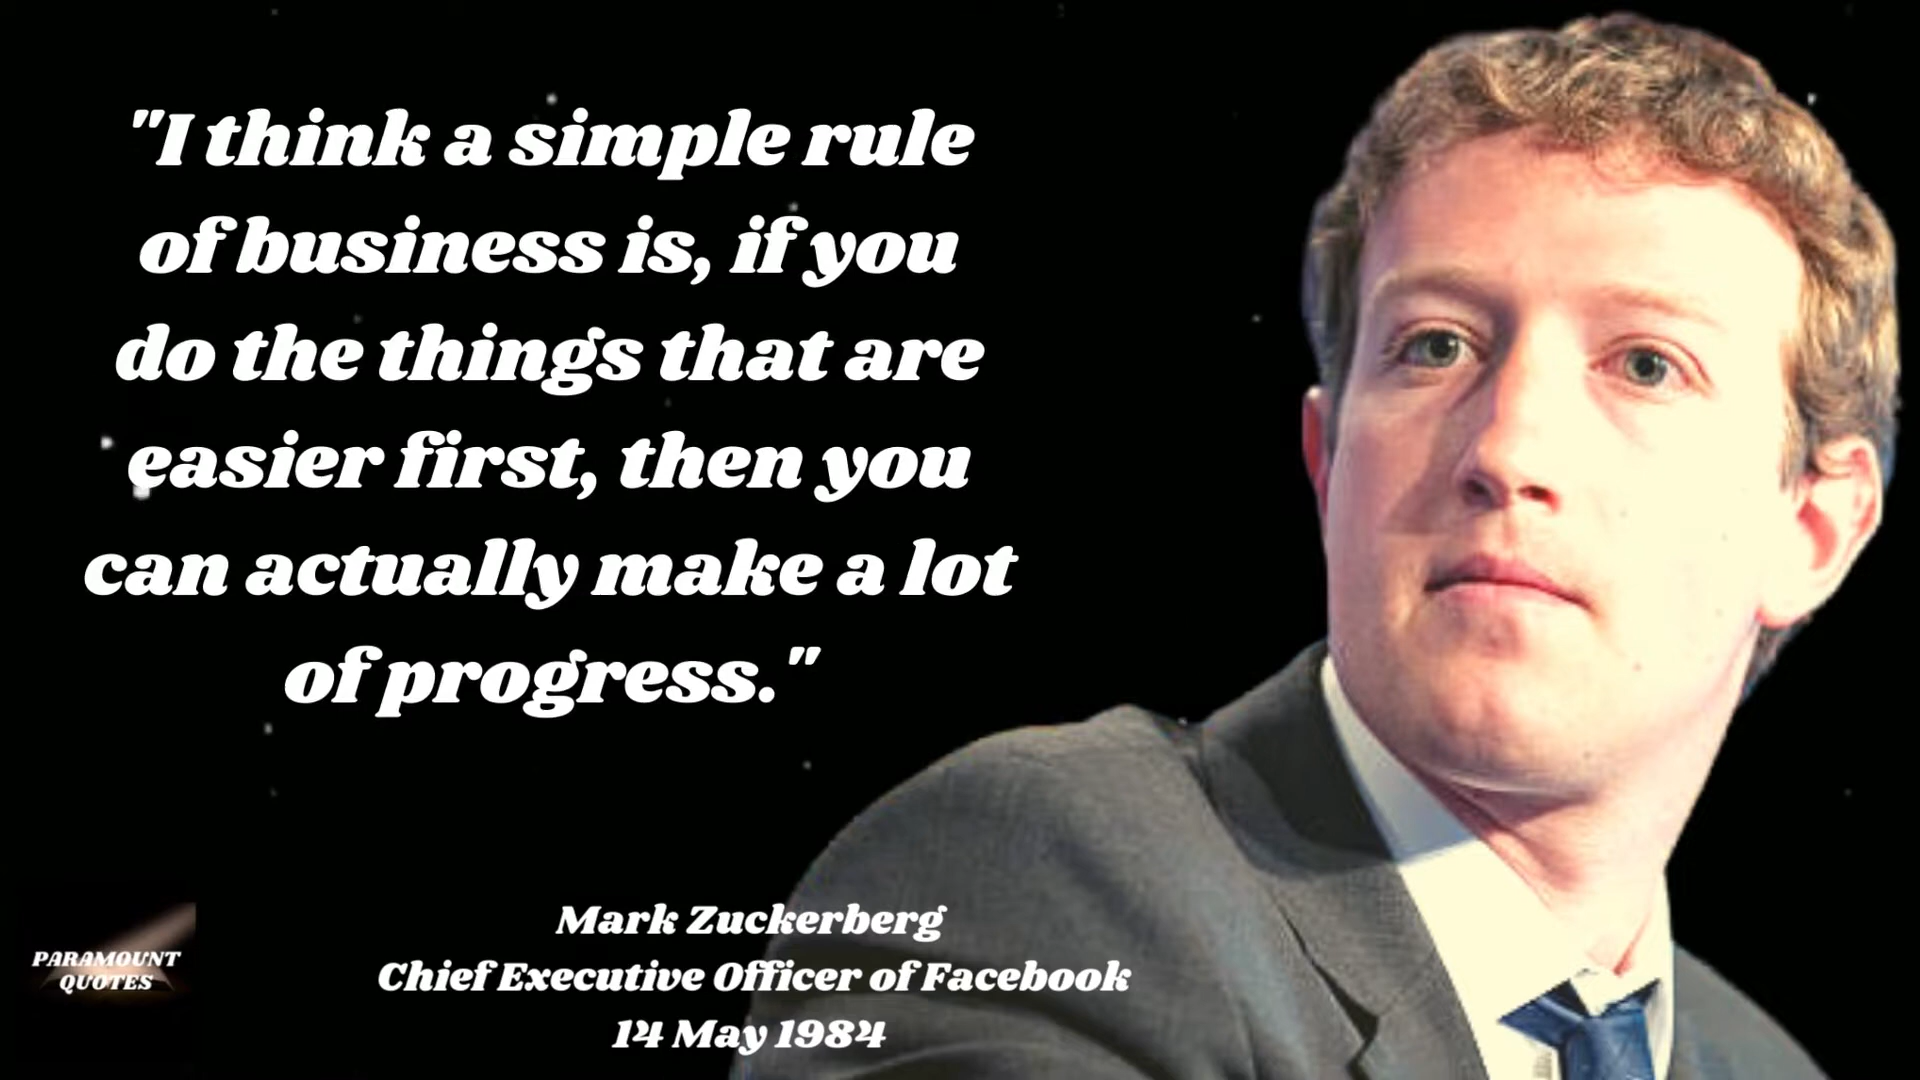 "I think a simple rule
of business is, if you
do the things that are
easier first, then you
can actually make a lot
of progress."
Mark Zuckerberg
Chief Executive Officer of Facebook
14 May 1984
PARAMOUNT
QUOTES